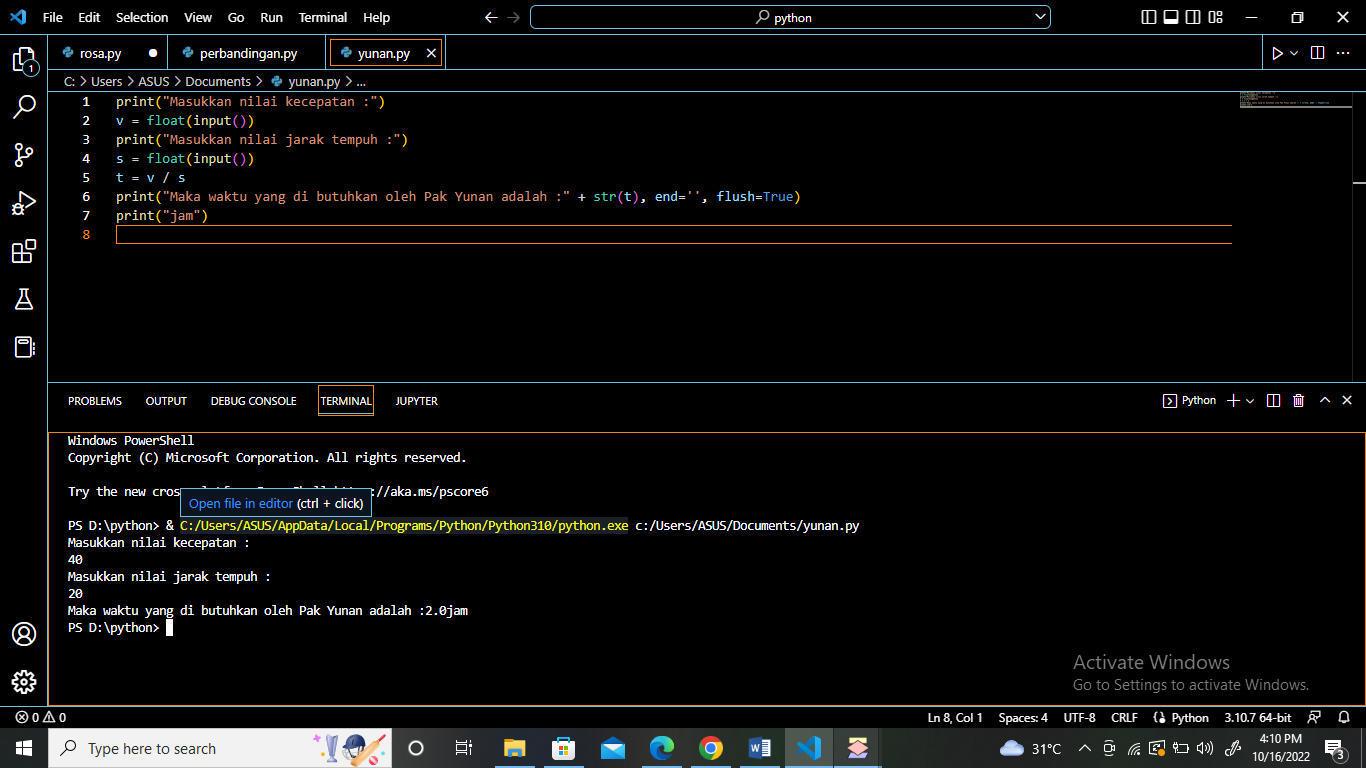 File Edit Selection View Go Run Terminal Help python
rosa.py perbandingan.py yunan.py
C: > Users > ASUS > Documents > yunan.py > ...
1 print("Masukkan nilai kecepatan :")
2 v = float(input())
3 print("Masukkan nilai jarak tempuh :")
4 s = float(input())
5 t = v / s
6 print("Maka waktu yang di butuhkan oleh Pak Yunan adalah :" + str(t), end='', flush=True)
7 print("jam")
8
1
PROBLEMS OUTPUT DEBUG CONSOLE TERMINAL JUPYTER Python
Windows PowerShell
Copyright (C) Microsoft Corporation. All rights reserved.
Try the new cros ://aka.ms/pscore6
Open file in editor (ctrl + click)
PS D:\python> & C:/Users/ASUS/AppData/Local/Programs/Python/Python310/python.exe c:/Users/ASUS/Documents/yunan.py
Masukkan nilai kecepatan :
40
Masukkan nilai jarak tempuh :
20
Maka waktu yang di butuhkan oleh Pak Yunan adalah :2.0jam
PS D:\python>
Activate Windows
Go to Settings to activate Windows.
0 0 Ln 8, Col 1 Spaces: 4 UTF-8 CRLF Python 3.10.7 64-bit
Type here to search 31°C 4:10 PM
10/16/2022
3